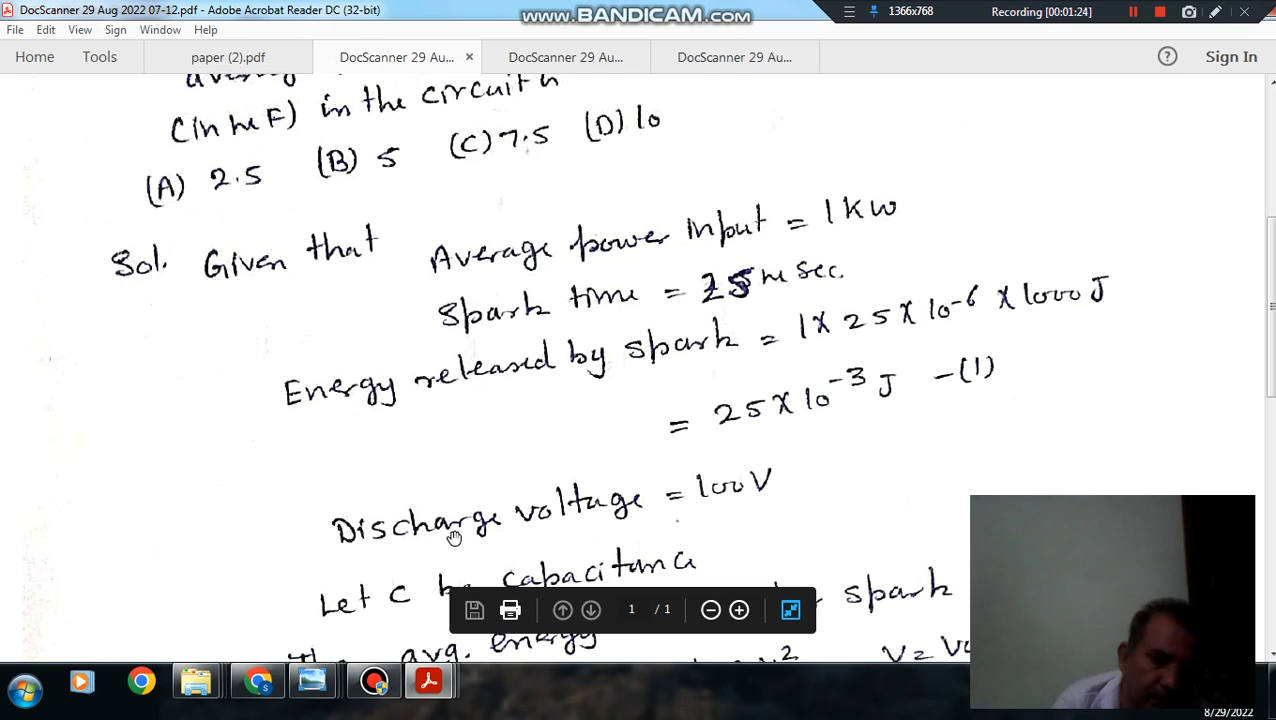 DocScanner 29 Aug 2022 07-12.pdf - Adobe Acrobat Reader DC (32-bit)
www.BANDICAM.com
1366x768
Recording [00:01:24]
File Edit View Sign Window Help
Home Tools paper (2).pdf DocScanner 29 Au... × DocScanner 29 Au... DocScanner 29 Au... Sign In
C(in μF) in the circuit
(A) 2.5 (B) 5 (C) 7.5 (D) 10
Sol. Given that Average power input = 1 kw
Spark time = 25 μ sec.
Energy released by spark = 1 x 25 x 10-6 x 1000 J
= 25 x 10-3 J -(1)
Discharge voltage = 100 V
Let C be capacitance
spark
avg. energy
1 / 1
8/29/2022